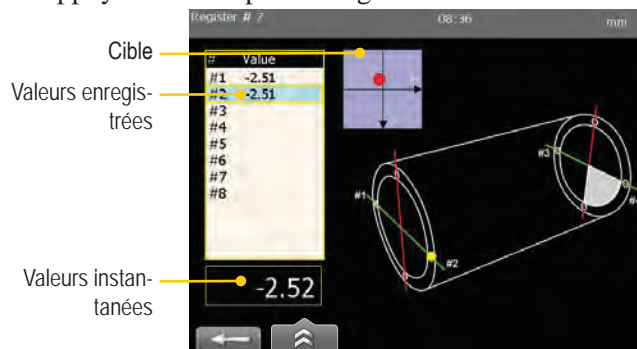 Register # 2
08:36
mm
Cible
# Value
#1 -2.51
Valeurs enregis-
trées
#2 -2.51
#3
#4
#5
#6
#7
#8
Valeurs instan-
tanées
-2.52
#1
#2
#3
#4